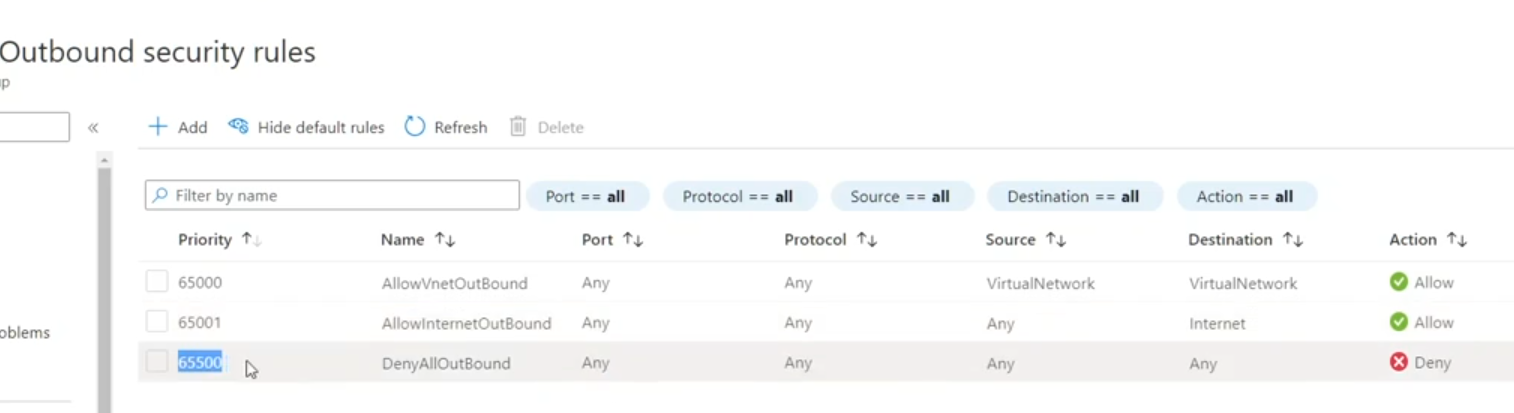 Outbound security rules
up
«
Add Hide default rules Refresh Delete
Filter by name Port == all Protocol == all Source == all Destination == all Action == all
Priority ↑↓ Name ↑↓ Port ↑↓ Protocol ↑↓ Source ↑↓ Destination ↑↓ Action ↑↓
65000 AllowVnetOutBound Any Any VirtualNetwork VirtualNetwork Allow
65001 AllowInternetOutBound Any Any Any Internet Allow
oblems
65500 DenyAllOutBound Any Any Any Any Deny